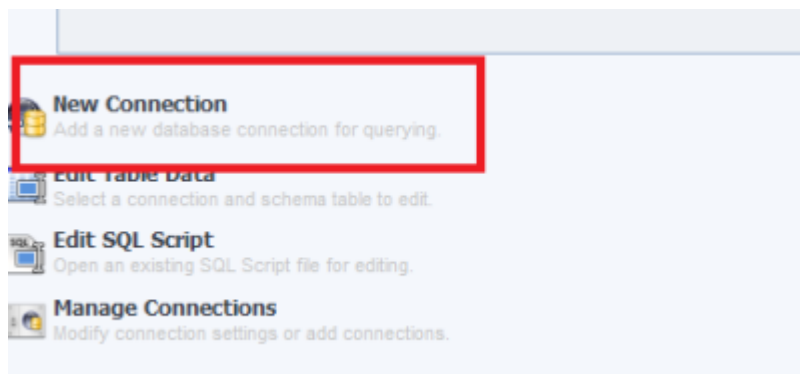 New Connection
Add a new database connection for querying.
Edit Table Data
Select a connection and schema table to edit.
SQL
Edit SQL Script
Open an existing SQL Script file for editing.
Manage Connections
Modify connection settings or add connections.